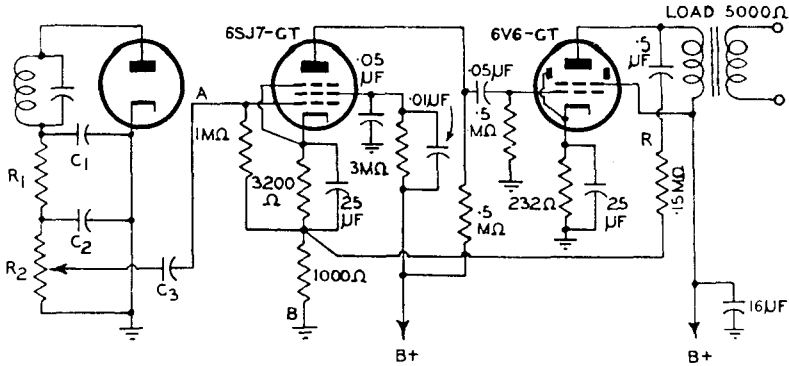 LOAD 5000Ω
6SJ7-GT
6V6-GT
.05
µF
.01µF
.05µF
.5
MΩ
.5
µF
A
C1
R1
1MΩ
3200
Ω
25
µF
3MΩ
.5
MΩ
232Ω
25
µF
R
.15MΩ
C2
R2
C3
1000Ω
B
16µF
B+
B+